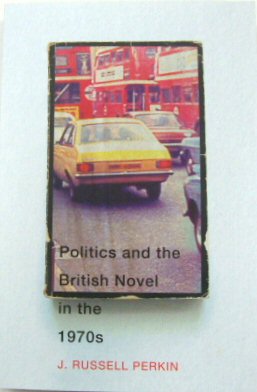 Politics and the
British Novel
in the
1970s
J. RUSSELL PERKIN